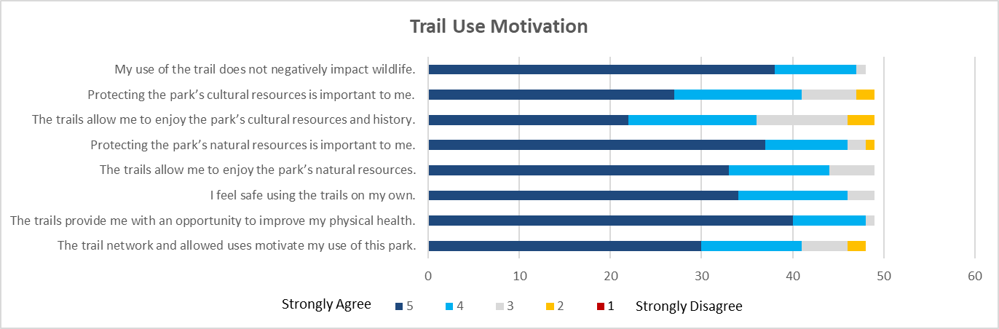 Trail Use Motivation
My use of the trail does not negatively impact wildlife.
Protecting the park’s cultural resources is important to me.
The trails allow me to enjoy the park’s cultural resources and history.
Protecting the park’s natural resources is important to me.
The trails allow me to enjoy the park’s natural resources.
I feel safe using the trails on my own.
The trails provide me with an opportunity to improve my physical health.
The trail network and allowed uses motivate my use of this park.
0 10 20 30 40 50 60
Strongly Agree 5 4 3 2 1 Strongly Disagree